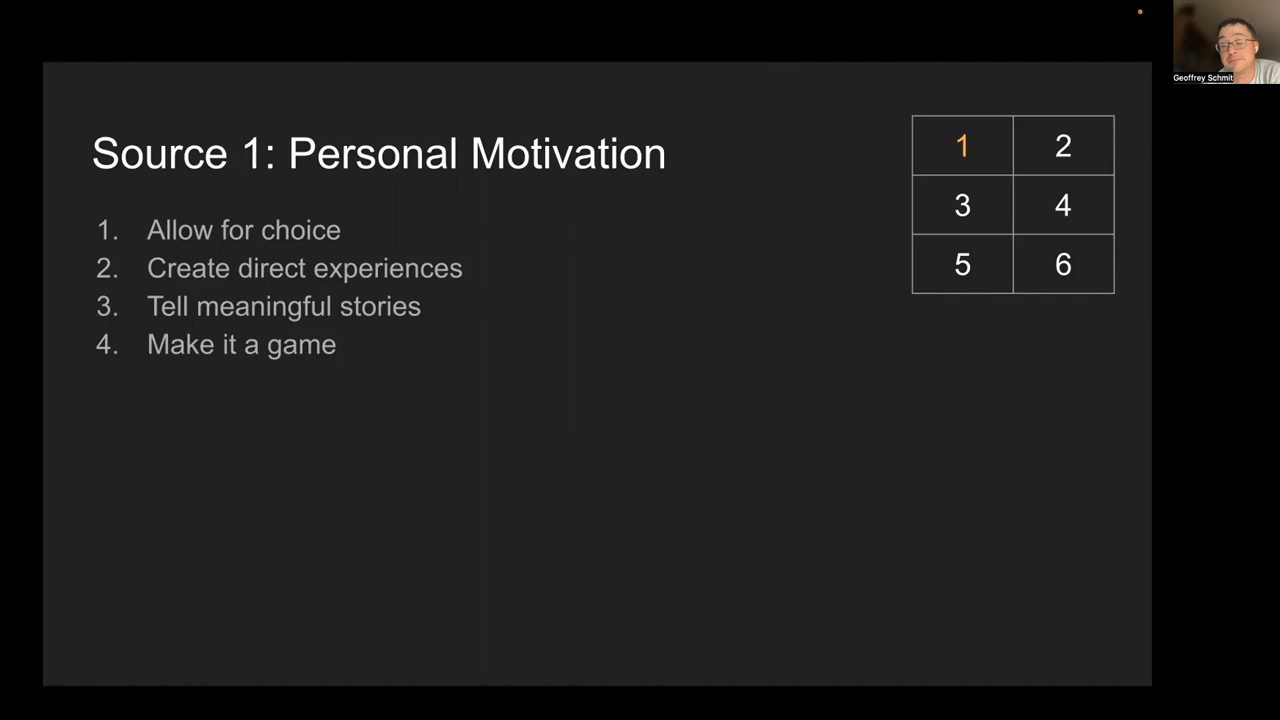 Geoffrey Schmit
Source 1: Personal Motivation
1. Allow for choice
2. Create direct experiences
3. Tell meaningful stories
4. Make it a game
1 2
3 4
5 6